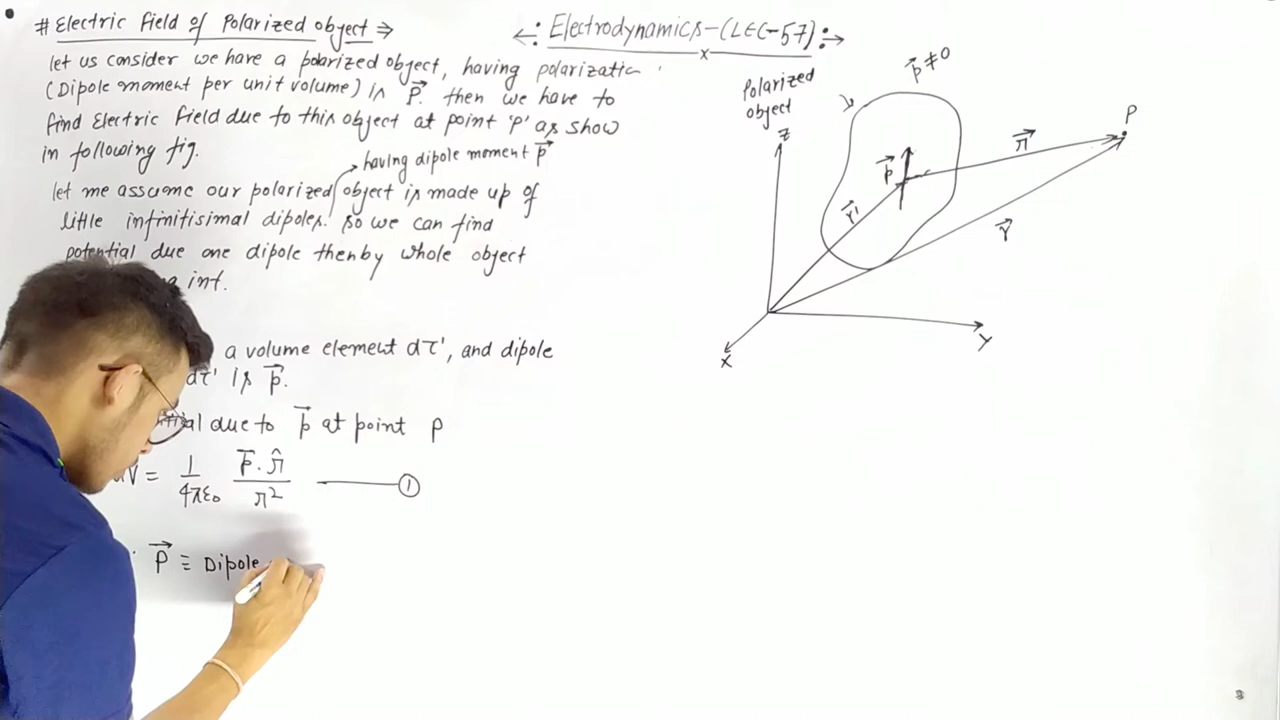 # Electric field of Polarized object ⇒
let us consider we have a polarized object, having polarizatic
(Dipole moment per unit volume) is P⃗. then we have to
find Electric field due to this object at point 'p' as show
in following fig.
having dipole moment p⃗
let me assume our polarized object is made up of
little infinitisimal dipoles. so we can find
potential due one dipole then by whole object
int.
a volume element dτ', and dipole
dτ' is p⃗.
due to p⃗ at point P
V = 1/4πε₀ p⃗·π̂/π² —— ①
P⃗ ≡ Dipole
←: Electrodynamics-(LEC-57):→
x
Polarized
object
p⃗≠0
Z
P
π⃗
p⃗
r⃗'
r⃗
X
Y